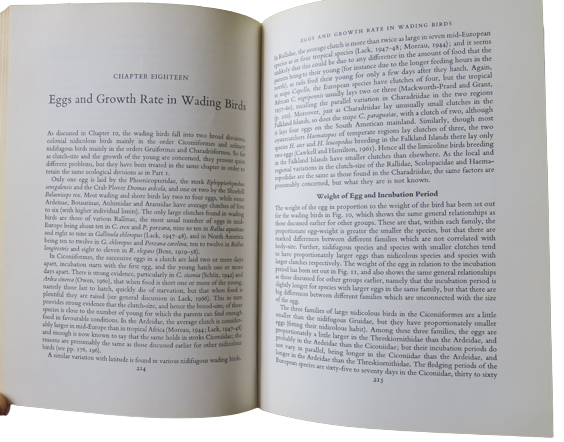 CHAPTER EIGHTEEN
Eggs and Growth Rate in Wading Birds
As discussed in Chapter 10, the wading birds fall into two broad divisions,
colonial nidicolous birds mainly in the order Ciconiiformes and solitary
nidifugous birds mainly in the orders Gruiformes and Charadriiformes. So far
as clutch-size and the growth of the young are concerned, they present quite
different problems, but they have been treated in the same chapter in order to
retain the same ecological divisions as in Part 1.
Only one egg is laid by the Phoenicopteridae, the stork Ephippiorhynchus
senegalensis and the Crab Plover Dromas ardeola, and one or two by the Shoebill
Balaeniceps rex. Most wading and shore birds lay two to four eggs, while some
Ardeidae, Botaurinae, Anhimidae and Aramidae have average clutches of five
to six (with higher individual limit). The only large clutches found in wading
birds are those of various Rallinae, the most usual number of eggs in mid-
Europe being about ten in C. crex and P. porzana, nine to ten in Rallus aquaticus
and eight to nine in Gallinula chloropus (Lack, 1947-48), and in North America
being ten to twelve in G. chloropus and Porzana carolina, ten to twelve in Rallus
longirostris and eight to eleven in R. elegans (Bent, 1929-58).
In Ciconiiformes, the successive eggs in a clutch are laid two or more days
apart, incubation starts with the first egg, and the young hatch one or more
days apart. There is strong evidence, particularly in C. ciconia (Schüz, 1942) and
Ardea cinerea (Owen, 1960), that when food is short one or more of the young,
namely those last to hatch, quickly die of starvation, but that when food is
plentiful they are raised (see general discussion in Lack, 1966). This in turn
provides strong evidence that the clutch-size, and hence the brood-size, of these
species is close to the number of young for which the parents can find enough
food in favourable conditions. In the Ardeidae, the average clutch is consider-
ably larger in mid-Europe than in tropical Africa (Moreau, 1944; Lack, 1947-48)
and enough is now known to say that the same holds in storks Ciconiidae; the
reasons are presumably the same as those discussed earlier for other nidicolous
birds (see pp. 176, 196).
A similar variation with latitude is found in various nidifugous wading birds.
214
EGGS AND GROWTH RATE IN WADING BIRDS
In Rallidae, the average clutch is more than twice as large in seven mid-European
species as in four tropical species (Lack, 1947-48; Moreau, 1944); and it seems
unlikely that this could be due to any difference in the amount of food that the
parents bring to their young (for instance due to the longer feeding hours in the
north), as rails feed their young for only a few days after they hatch. Again,
in snipe Capella, the European species have clutches of four, but the tropical
African C. nigripennis usually lays two or three (Mackworth-Praed and Grant,
recalling the parallel variation in Charadriidae in the two regions
(p. 202). Moreover, just as Charadriidae lay unusually small clutches in the
Falkland Islands, so does the snipe C. paraguaiae, with a clutch of two, although
it lays four eggs on the South American mainland. Similarly, though most
oystercatchers Haematopus of temperate regions lay clutches of three, the two
species H. ater and H. leucopodus breeding in the Falkland Islands there lay only
two eggs (Cawkell and Hamilton, 1961). Hence all the limicoline birds breeding
in the Falkland Islands have smaller clutches than elsewhere. As the local and
regional variations in the clutch-size of the Rallidae, Scolopacidae and Haema-
topodidae are the same as those found in the Charadriidae, the same factors are
presumably concerned, but what they are is not known.
Weight of Egg and Incubation Period
The weight of the egg in proportion to the weight of the bird has been set out
for the wading birds in Fig. 10, which shows the same general relationships as
those discussed earlier for other birds. These are that, within each family, the
proportionate egg-weight is greater the smaller the species, but that there are
marked differences between different families which are not correlated with
body-size. Further, nidifugous species and species with smaller clutches tend
to have proportionately larger eggs than nidicolous species and species with
larger clutches respectively. The weight of the egg in relation to the incubation
period has been set out in Fig. 11, and also shows the same general relationships
as those discussed for other groups earlier, namely that the incubation period is
slightly longer for species with larger eggs in the same family, but that there are
big differences between different families which are unconnected with the size
of the egg.
The three families of large nidicolous birds in the Ciconiiformes are a little
smaller than the nidifugous Gruidae, but they have proportionately smaller
eggs (fitting their nidicolous habit). Among these three families, the eggs are
proportionately a little larger in the Threskiornithidae than the Ardeidae, and
probably in the Ardeidae than the Ciconiidae; but their incubation periods do
not vary in parallel, being longer in the Ciconiidae than the Ardeidae, and
longer in the Ardeidae than the Threskiornithidae. The fledging periods of the
European species are sixty-five to seventy days in the Ciconiidae, thirty to sixty
215